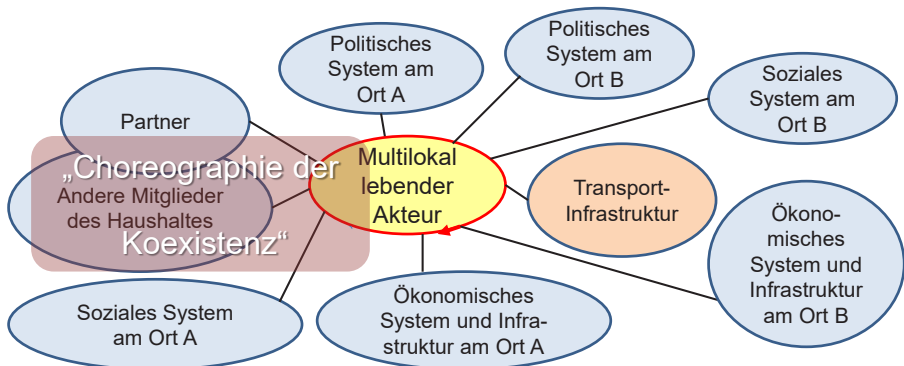 Politisches
System am
Ort A
Politisches
System am
Ort B
Soziales
System am
Ort B
Partner
„Choreographie der
Koexistenz“
Andere Mitglieder
des Haushaltes
Multilokal
lebender
Akteur
Transport-
Infrastruktur
Ökono-
misches
System und
Infrastruktur
am Ort B
Soziales System
am Ort A
Ökonomisches
System und Infra-
struktur am Ort A